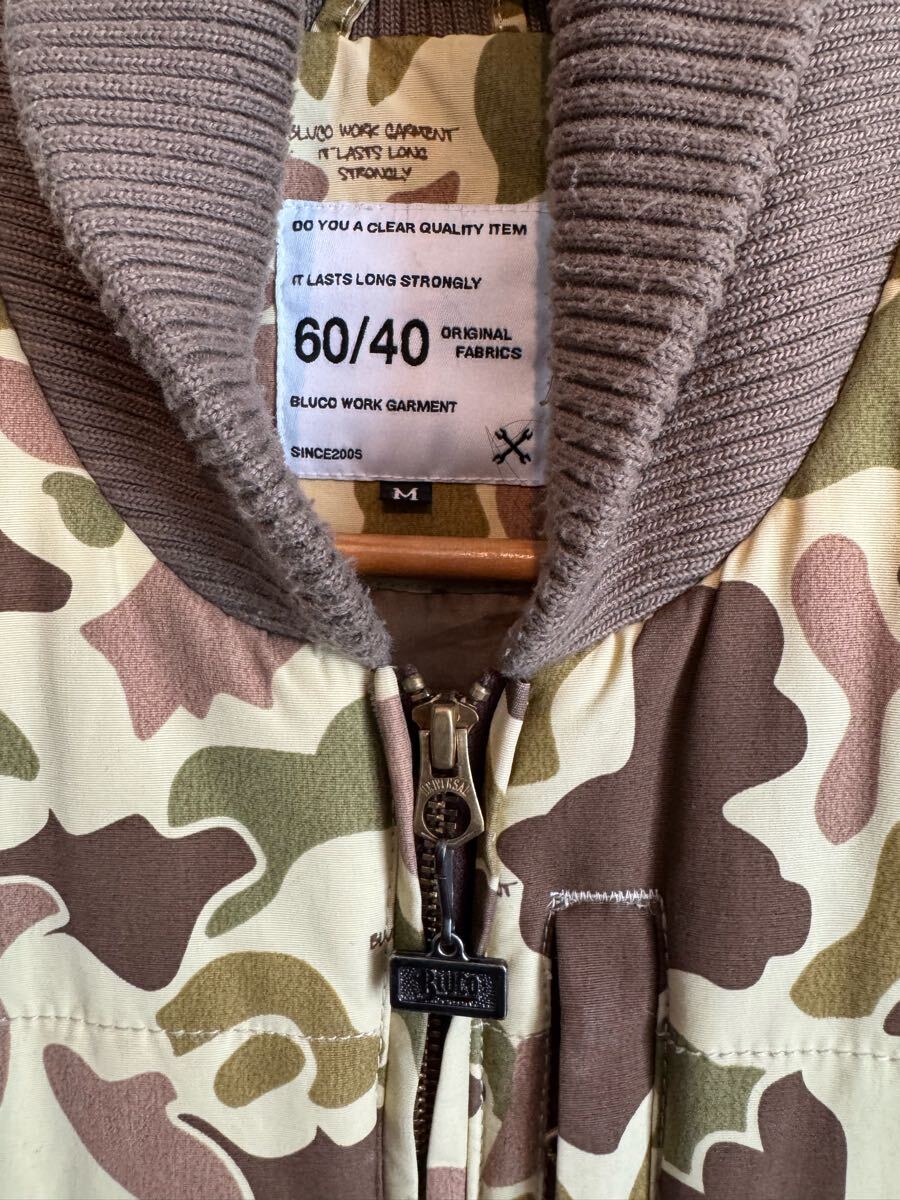 BLUCO WORK GARMENT
IT LASTS LONG
STRONGLY
DO YOU A CLEAR QUALITY ITEM
IT LASTS LONG STRONGLY
60/40 ORIGINAL
FABRICS
BLUCO WORK GARMENT
SINCE2005
M
UNIVERSAL
BLUCO